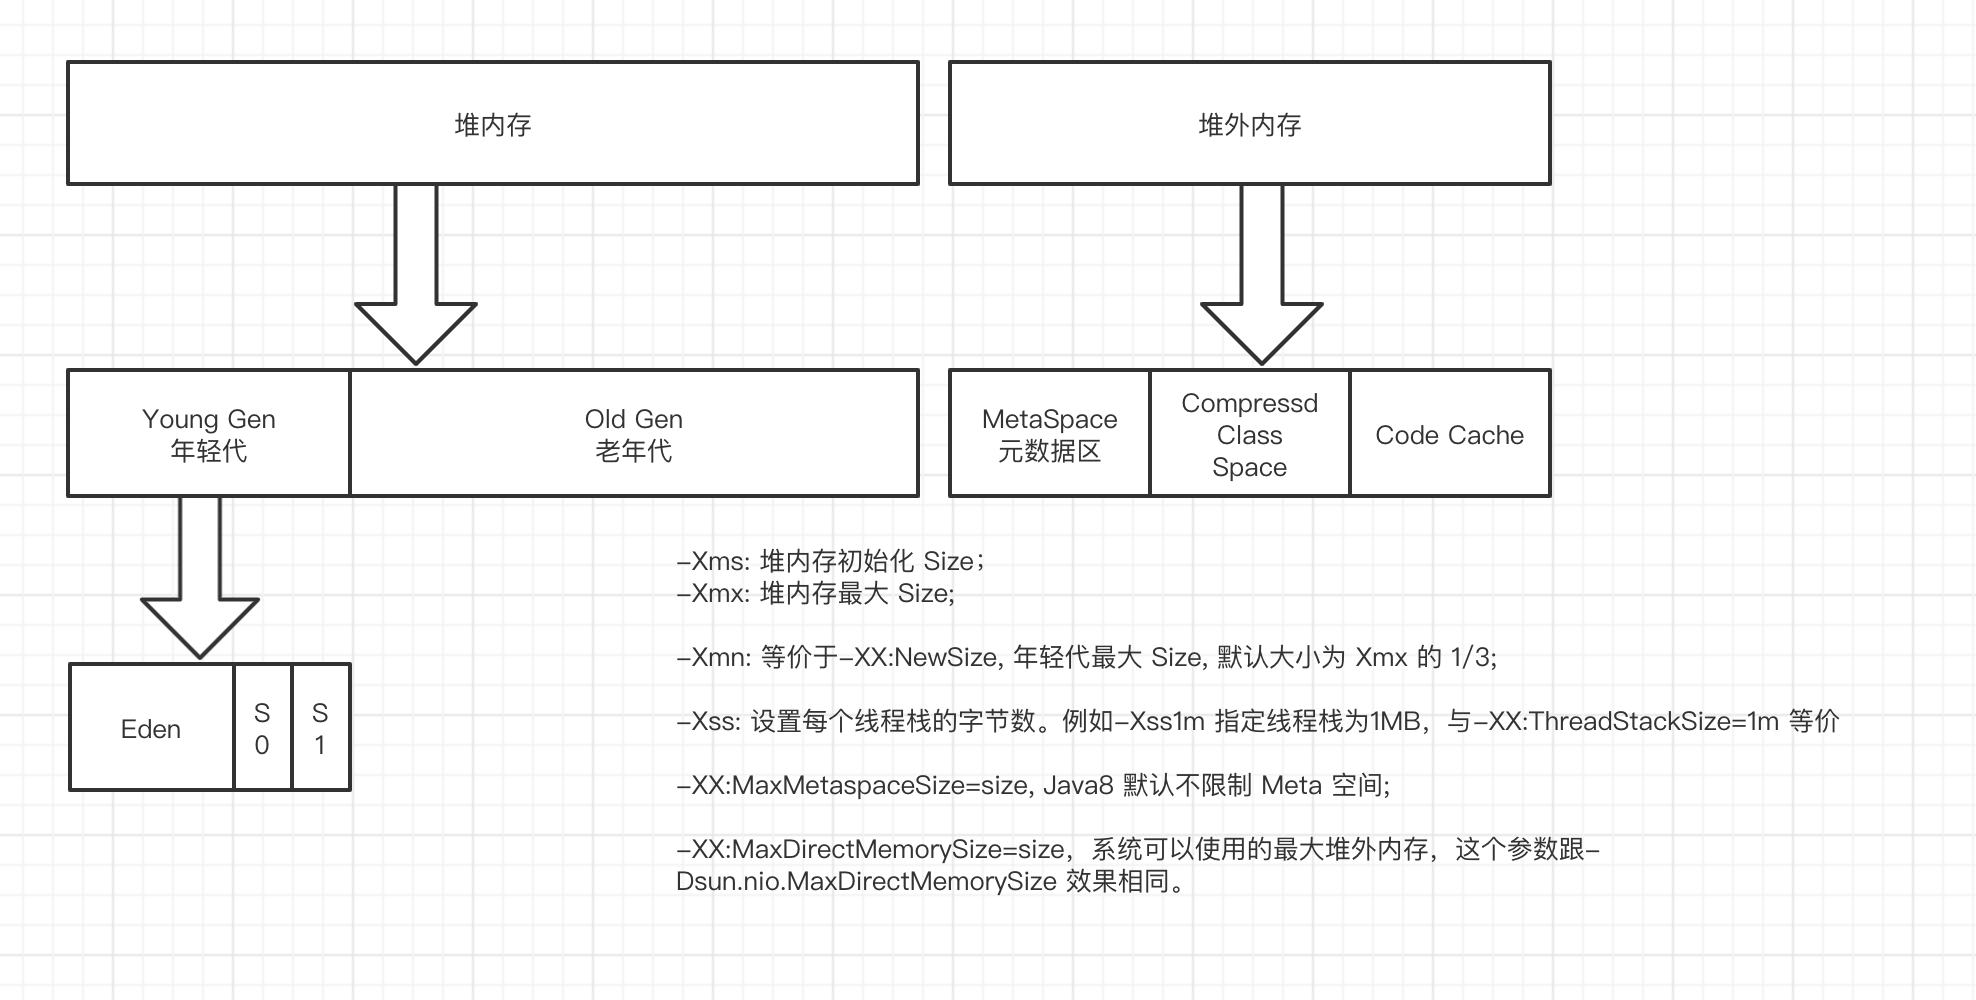 堆内存
堆外内存
Young Gen
年轻代
Old Gen
老年代
MetaSpace
元数据区
Compressd
Class
Space
Code Cache
Eden
S
0
S
1
–Xms: 堆内存初始化 Size；
–Xmx: 堆内存最大 Size;
–Xmn: 等价于–XX:NewSize, 年轻代最大 Size, 默认大小为 Xmx 的 1/3;
–Xss: 设置每个线程栈的字节数。例如–Xss1m 指定线程栈为1MB，与–XX:ThreadStackSize=1m 等价
–XX:MaxMetaspaceSize=size, Java8 默认不限制 Meta 空间;
–XX:MaxDirectMemorySize=size，系统可以使用的最大堆外内存，这个参数跟–
Dsun.nio.MaxDirectMemorySize 效果相同。